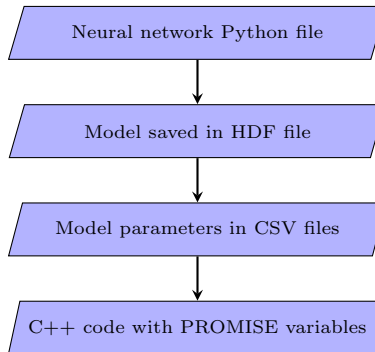 Neural network Python file
Model saved in HDF file
Model parameters in CSV files
C++ code with PROMISE variables